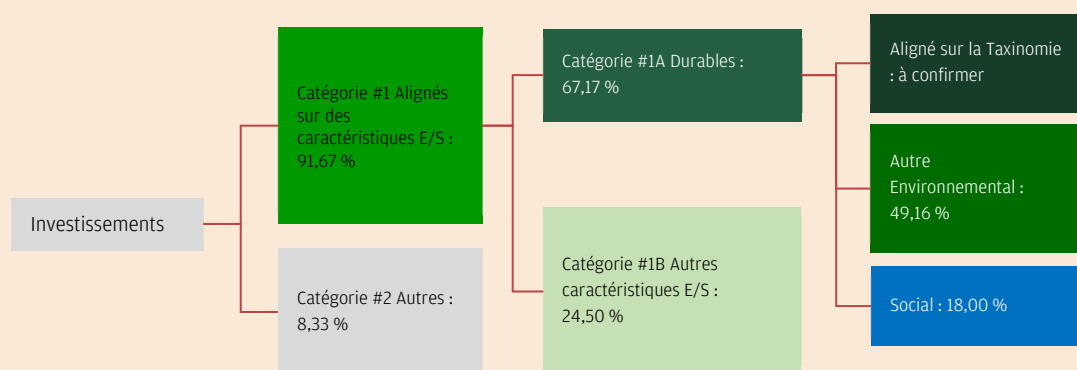 Investissements
Catégorie #1 Alignés
sur des
caractéristiques E/S :
91,67 %
Catégorie #2 Autres :
8,33 %
Catégorie #1A Durables :
67,17 %
Catégorie #1B Autres
caractéristiques E/S :
24,50 %
Aligné sur la Taxinomie
: à confirmer
Autre
Environnemental :
49,16 %
Social : 18,00 %